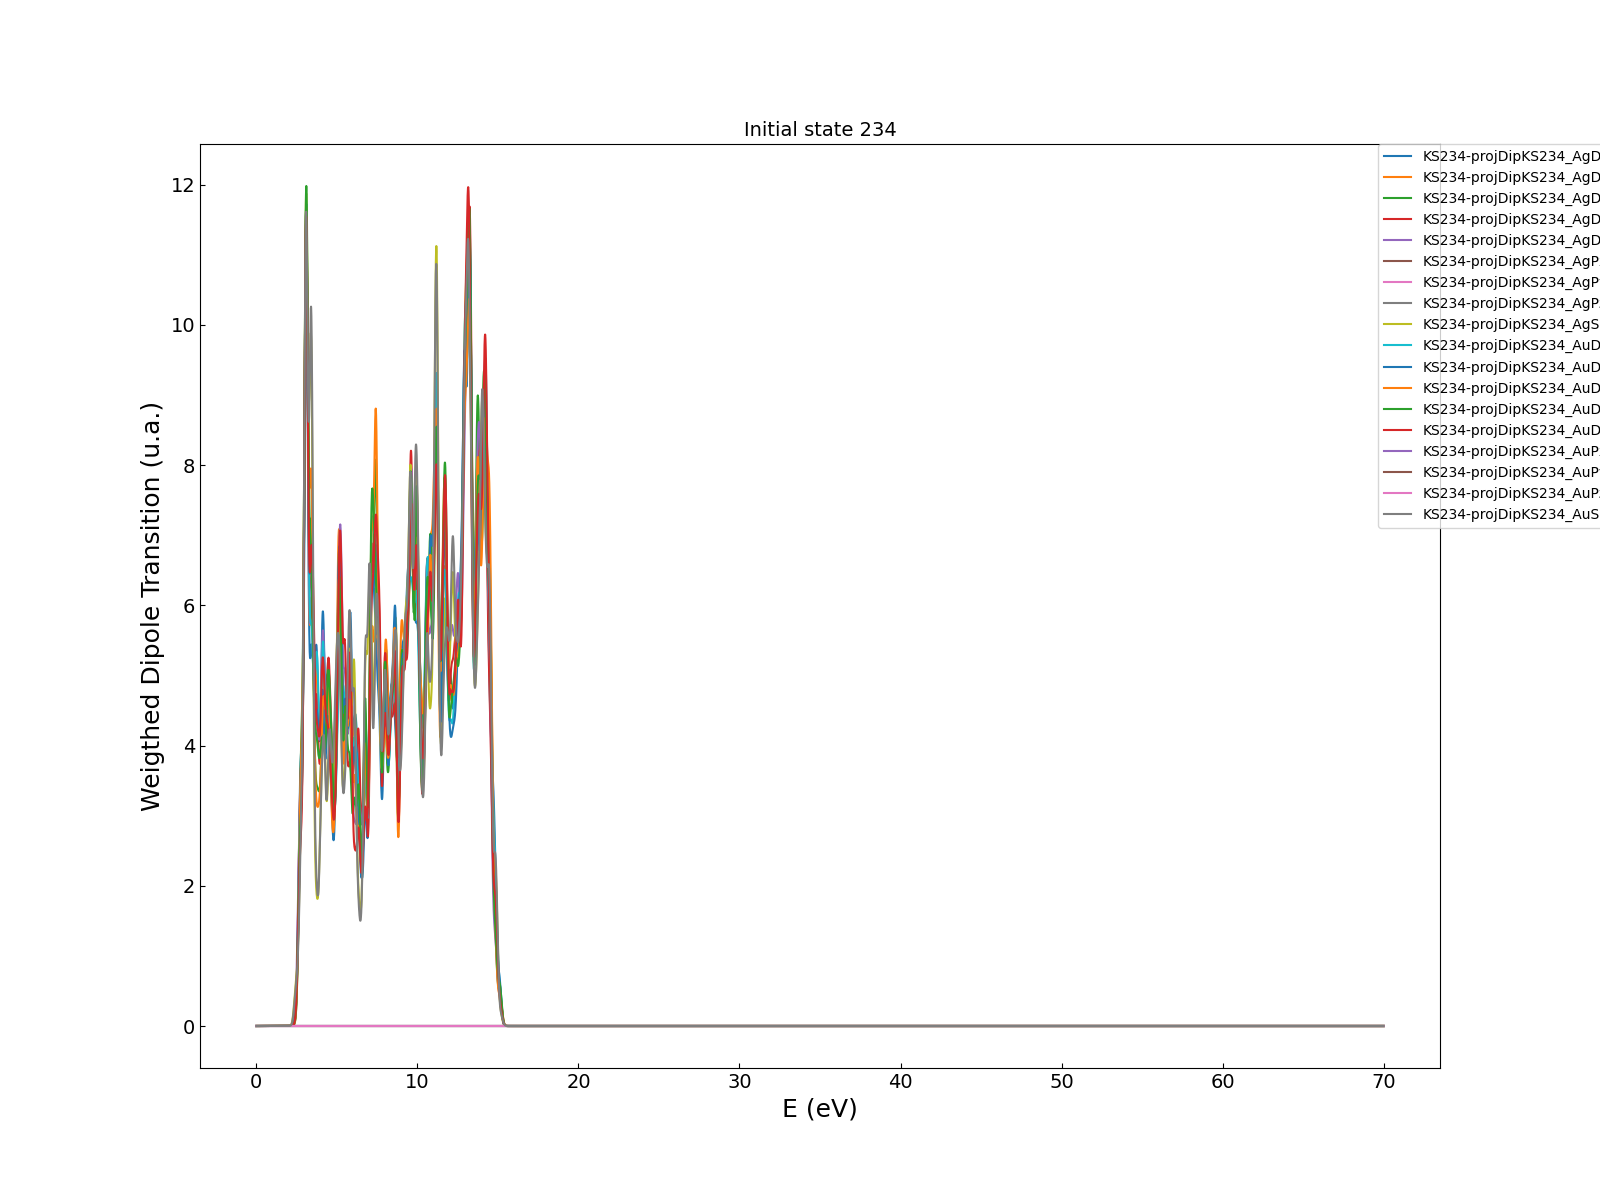 Initial state 234
Weigthed Dipole Transition (u.a.)
12
10
8
6
4
2
0
0 10 20 30 40 50 60 70
E (eV)
KS234-projDipKS234_AgD
KS234-projDipKS234_AgD
KS234-projDipKS234_AgD
KS234-projDipKS234_AgD
KS234-projDipKS234_AgD
KS234-projDipKS234_AgP
KS234-projDipKS234_AgP
KS234-projDipKS234_AgP
KS234-projDipKS234_AgS
KS234-projDipKS234_AuD
KS234-projDipKS234_AuD
KS234-projDipKS234_AuD
KS234-projDipKS234_AuD
KS234-projDipKS234_AuD
KS234-projDipKS234_AuP
KS234-projDipKS234_AuP
KS234-projDipKS234_AuP
KS234-projDipKS234_AuS